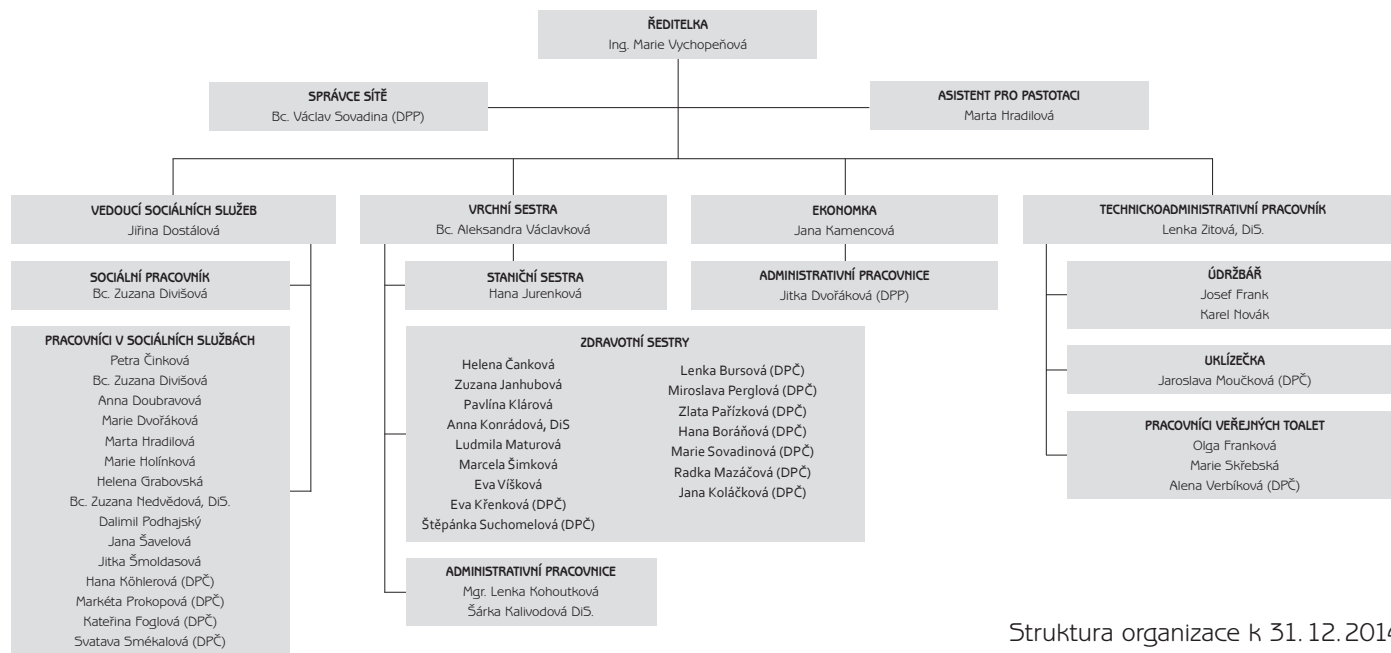 ŘEDITELKA
Ing. Marie Vychopeňová
SPRÁVCE SÍTĚ
Bc. Václav Sovadina (DPP)
ASISTENT PRO PASTOTACI
Marta Hradilová
VEDOUCÍ SOCIÁLNÍCH SLUŽEB
Jiřina Dostálová
SOCIÁLNÍ PRACOVNÍK
Bc. Zuzana Divišová
PRACOVNÍCI V SOCIÁLNÍCH SLUŽBÁCH
Petra Činková
Bc. Zuzana Divišová
Anna Doubravová
Marie Dvořáková
Marta Hradilová
Marie Holínková
Helena Grabovská
Bc. Zuzana Nedvědová, DiS.
Dalimil Podhajský
Jana Šavelová
Jitka Šmoldasová
Hana Köhlerová (DPČ)
Markéta Prokopová (DPČ)
Kateřina Foglová (DPČ)
Svatava Smékalová (DPČ)
VRCHNÍ SESTRA
Bc. Aleksandra Václavková
STANIČNÍ SESTRA
Hana Jurenková
ZDRAVOTNÍ SESTRY
Helena Čanková
Zuzana Janhubová
Pavlína Klárová
Anna Konrádová, DiS
Ludmila Maturová
Marcela Šimková
Eva Víšková
Eva Křenková (DPČ)
Štěpánka Suchomelová (DPČ)
Lenka Bursová (DPČ)
Miroslava Perglová (DPČ)
Zlata Pařízková (DPČ)
Hana Boráňová (DPČ)
Marie Sovadinová (DPČ)
Radka Mazáčová (DPČ)
Jana Koláčková (DPČ)
ADMINISTRATIVNÍ PRACOVNICE
Mgr. Lenka Kohoutková
Šárka Kalivodová DiS.
EKONOMKA
Jana Kamencová
ADMINISTRATIVNÍ PRACOVNICE
Jitka Dvořáková (DPP)
TECHNICKOADMINISTRATIVNÍ PRACOVNÍK
Lenka Zitová, DiS.
ÚDRŽBÁŘ
Josef Frank
Karel Novák
UKLÍZEČKA
Jaroslava Moučková (DPČ)
PRACOVNÍCI VEŘEJNÝCH TOALET
Olga Franková
Marie Skřebská
Alena Verbíková (DPČ)
Struktura organizace k 31. 12. 2014